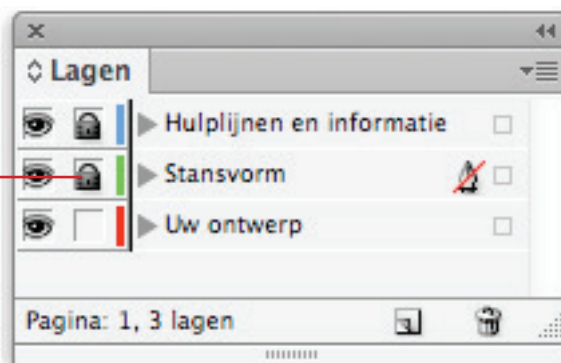 Lagen
Hulplijnen en informatie
Stansvorm
Uw ontwerp
Pagina: 1, 3 lagen